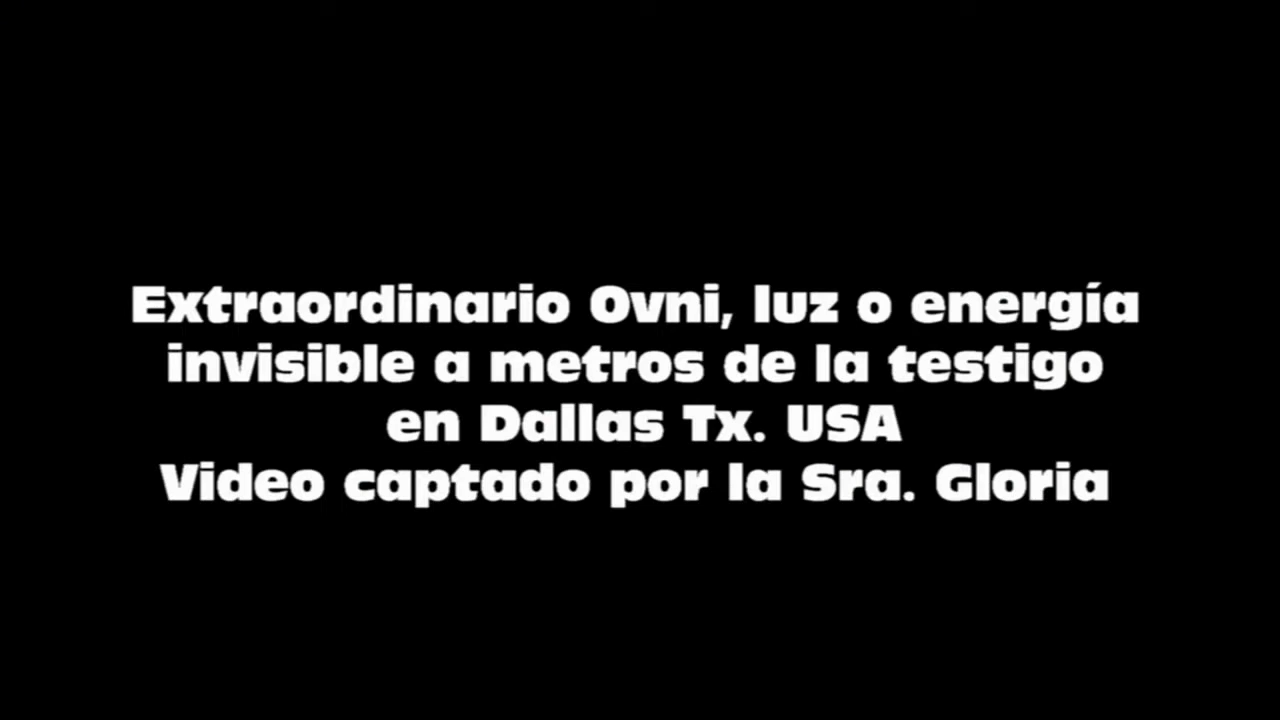 Extraordinario Ovni, luz o energía
invisible a metros de la testigo
en Dallas Tx. USA
Video captado por la Sra. Gloria